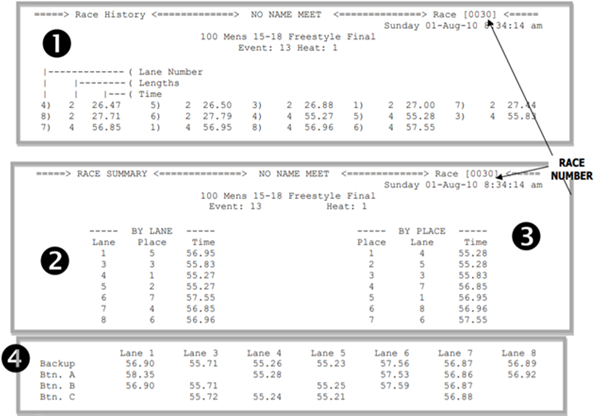 =====> Race History <=============> NO NAME MEET <=============> Race [0030] <=====
Sunday 01-Aug-10 8:34:14 am
1
100 Mens 15-18 Freestyle Final
Event: 13 Heat: 1
|------------- ( Lane Number
| |-------- ( Lengths
| | |---( Time
4) 2 26.47 5) 2 26.50 3) 2 26.88 1) 2 27.00 7) 2 27.44
8) 2 27.71 6) 2 27.79 4) 4 55.27 5) 4 55.28 3) 4 55.83
7) 4 56.85 1) 4 56.95 8) 4 56.96 6) 4 57.55
RACE
NUMBER
=====> RACE SUMMARY <=============> NO NAME MEET <=============> Race [0030] <=====
Sunday 01-Aug-10 8:34:14 am
100 Mens 15-18 Freestyle Final
Event: 13 Heat: 1
----- BY LANE ----- ----- BY PLACE -----
Lane Place Time Place Lane Time
1 5 56.95 1 4 55.28
3 3 55.83 2 5 55.28
4 1 55.27 3 3 55.83
5 2 55.27 4 7 56.85
6 7 57.55 5 1 56.95
7 4 56.85 6 8 56.96
8 6 56.96 7 6 57.55
2
3
4
Lane 1 Lane 3 Lane 4 Lane 5 Lane 6 Lane 7 Lane 8
Backup 56.90 55.71 55.26 55.23 57.56 56.87 56.89
Btn. A 58.35 55.28 57.53 56.86 56.92
Btn. B 56.90 55.71 55.25 57.59 56.87
Btn. C 55.72 55.24 55.21 56.88